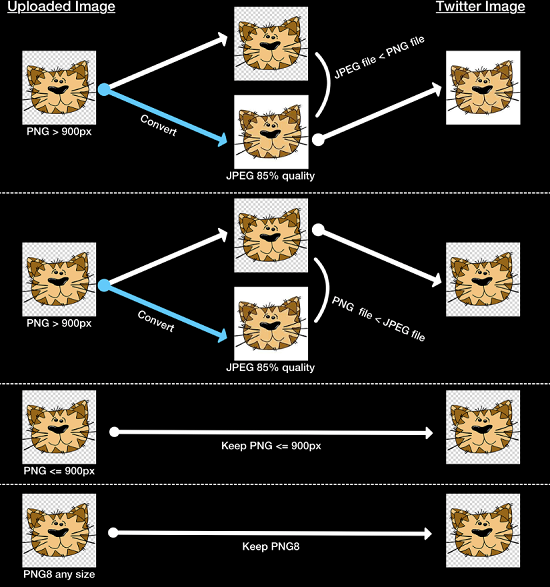 Uploaded Image
Twitter Image
JPEG file < PNG file
PNG > 900px
Convert
JPEG 85% quality
PNG > 900px
Convert
PNG file < JPEG file
JPEG 85% quality
Keep PNG <= 900px
PNG <= 900px
Keep PNG8
PNG8 any size